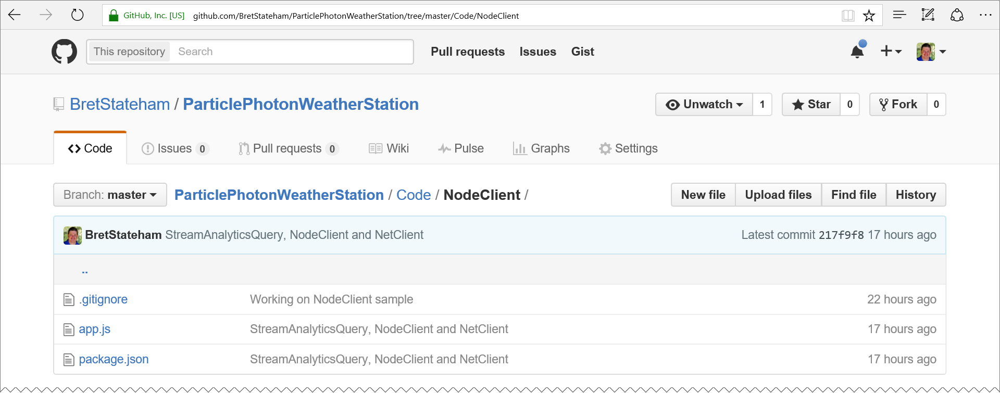 GitHub, Inc. [US] github.com/BretStateham/ParticlePhotonWeatherStation/tree/master/Code/NodeClient
This repository Search Pull requests Issues Gist
BretStateham / ParticlePhotonWeatherStation Unwatch 1 Star 0 Fork 0
Code Issues 0 Pull requests 0 Wiki Pulse Graphs Settings
Branch: master ParticlePhotonWeatherStation / Code / NodeClient / New file Upload files Find file History
BretStateham StreamAnalyticsQuery, NodeClient and NetClient Latest commit 217f9f8 17 hours ago
..
.gitignore Working on NodeClient sample 22 hours ago
app.js StreamAnalyticsQuery, NodeClient and NetClient 17 hours ago
package.json StreamAnalyticsQuery, NodeClient and NetClient 17 hours ago